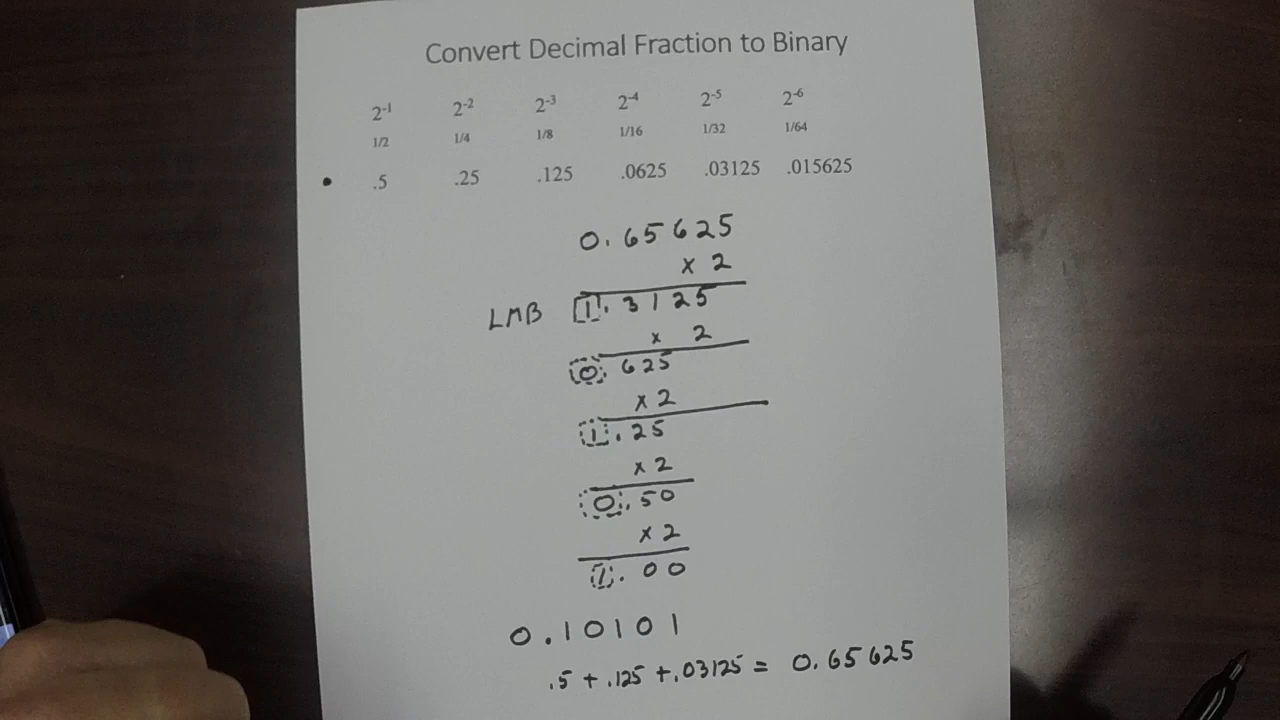 Convert Decimal Fraction to Binary
2⁻¹ 2⁻² 2⁻³ 2⁻⁴ 2⁻⁵ 2⁻⁶
1/2 1/4 1/8 1/16 1/32 1/64
• .5 .25 .125 .0625 .03125 .015625
0.65625
x 2
LMB 1.3125
x 2
0.625
x 2
1.25
x 2
0.50
x 2
1.00
0.10101
.5 + .125 + .03125 = 0.65625